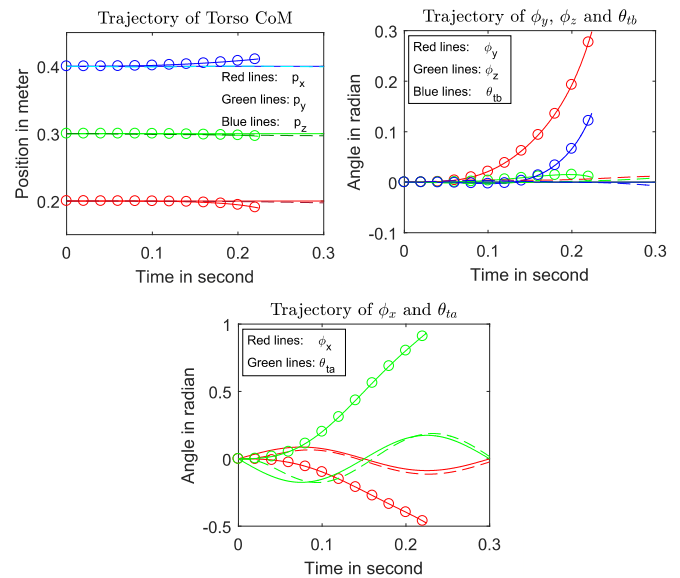 Trajectory of Torso CoM
Position in meter
0.4
0.3
0.2
Red lines: p_x
Green lines: p_y
Blue lines: p_z
0 0.1 0.2 0.3
Time in second
Trajectory of ϕ_y, ϕ_z and θ_tb
Angle in radian
0.3
0.2
0.1
0
-0.1
Red lines: ϕ_y
Green lines: ϕ_z
Blue lines: θ_tb
0 0.1 0.2 0.3
Time in second
Trajectory of ϕ_x and θ_ta
Angle in radian
1
0.5
0
-0.5
Red lines: ϕ_x
Green lines: θ_ta
0 0.1 0.2 0.3
Time in second